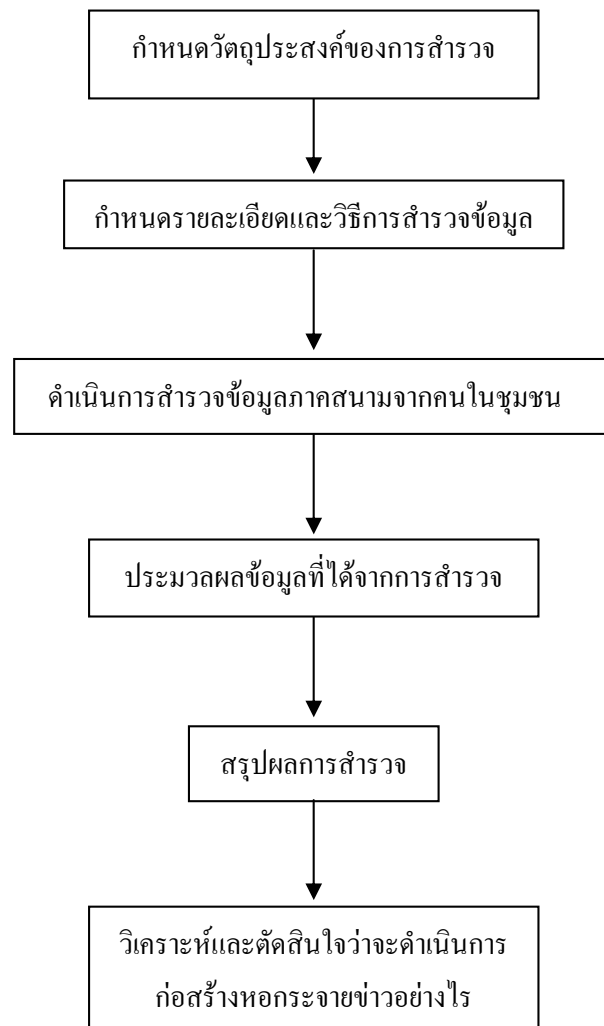 กำหนดวัตถุประสงค์ของการสำรวจ
กำหนดรายละเอียดและวิธีการสำรวจข้อมูล
ดำเนินการสำรวจข้อมูลภาคสนามจากคนในชุมชน
ประมวลผลข้อมูลที่ได้จากการสำรวจ
สรุปผลการสำรวจ
วิเคราะห์และตัดสินใจว่าจะดำเนินการ
ก่อสร้างหอกระจายข่าวอย่างไร